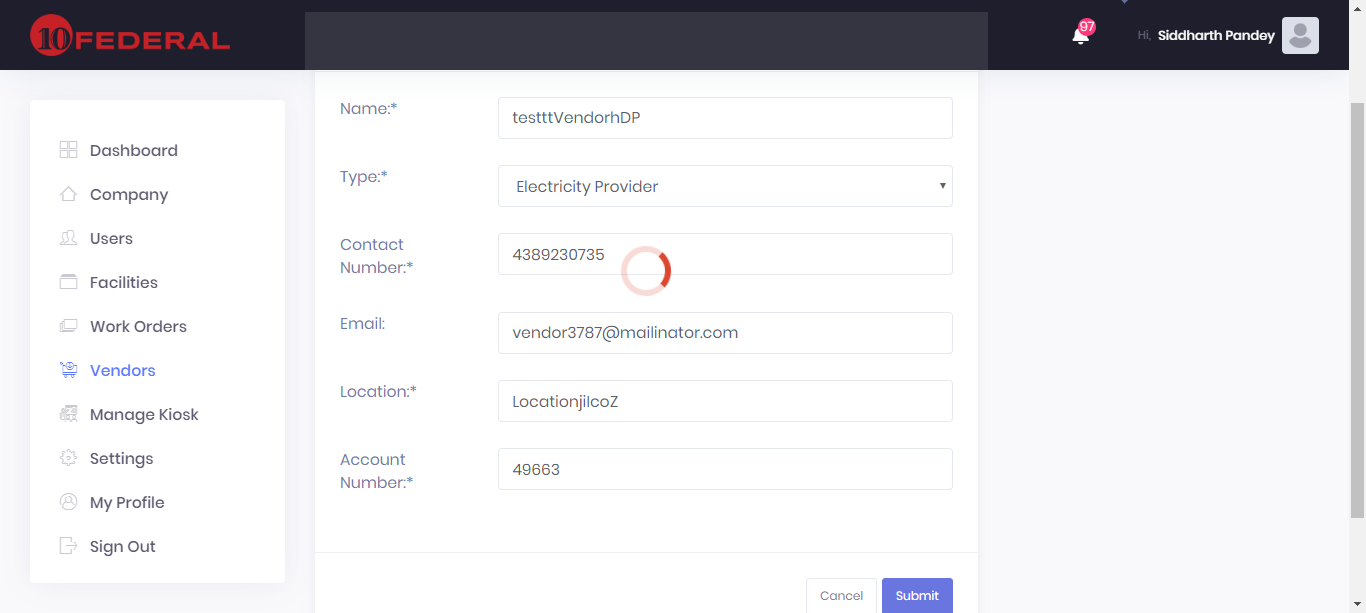 10 FEDERAL
97
Hi, Siddharth Pandey
Dashboard
Company
Users
Facilities
Work Orders
Vendors
Manage Kiosk
Settings
My Profile
Sign Out
Name:*
testttVendorhDP
Type:*
Electricity Provider
Contact
Number:*
4389230735
Email:
vendor3787@mailinator.com
Location:*
LocationjiIcoZ
Account
Number:*
49663
Cancel
Submit